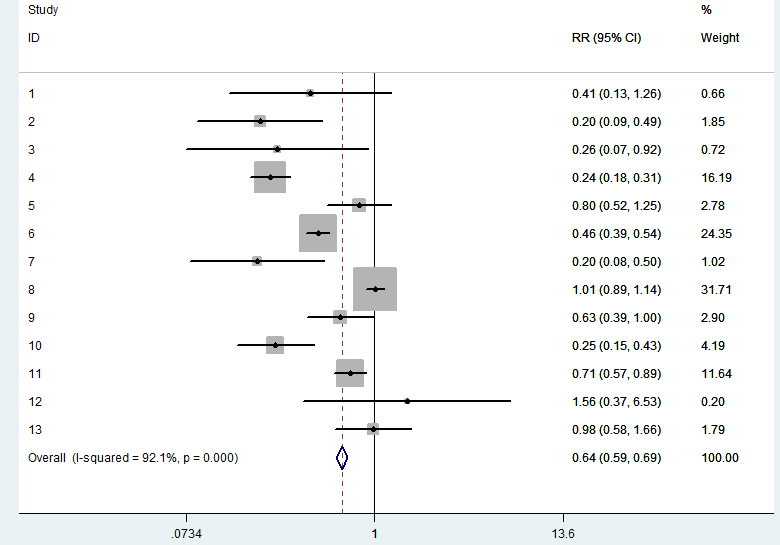 Study %
ID RR (95% CI) Weight
1 0.41 (0.13, 1.26) 0.66
2 0.20 (0.09, 0.49) 1.85
3 0.26 (0.07, 0.92) 0.72
4 0.24 (0.18, 0.31) 16.19
5 0.80 (0.52, 1.25) 2.78
6 0.46 (0.39, 0.54) 24.35
7 0.20 (0.08, 0.50) 1.02
8 1.01 (0.89, 1.14) 31.71
9 0.63 (0.39, 1.00) 2.90
10 0.25 (0.15, 0.43) 4.19
11 0.71 (0.57, 0.89) 11.64
12 1.56 (0.37, 6.53) 0.20
13 0.98 (0.58, 1.66) 1.79
Overall (I-squared = 92.1%, p = 0.000) 0.64 (0.59, 0.69) 100.00
.0734 1 13.6